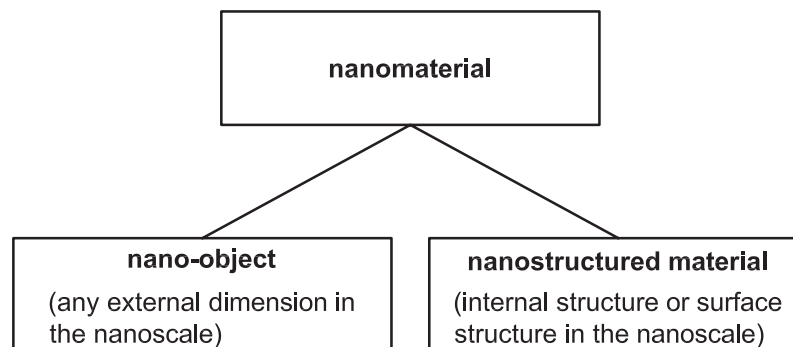 nanomaterial
nano-object
(any external dimension in
the nanoscale)
nanostructured material
(internal structure or surface
structure in the nanoscale)